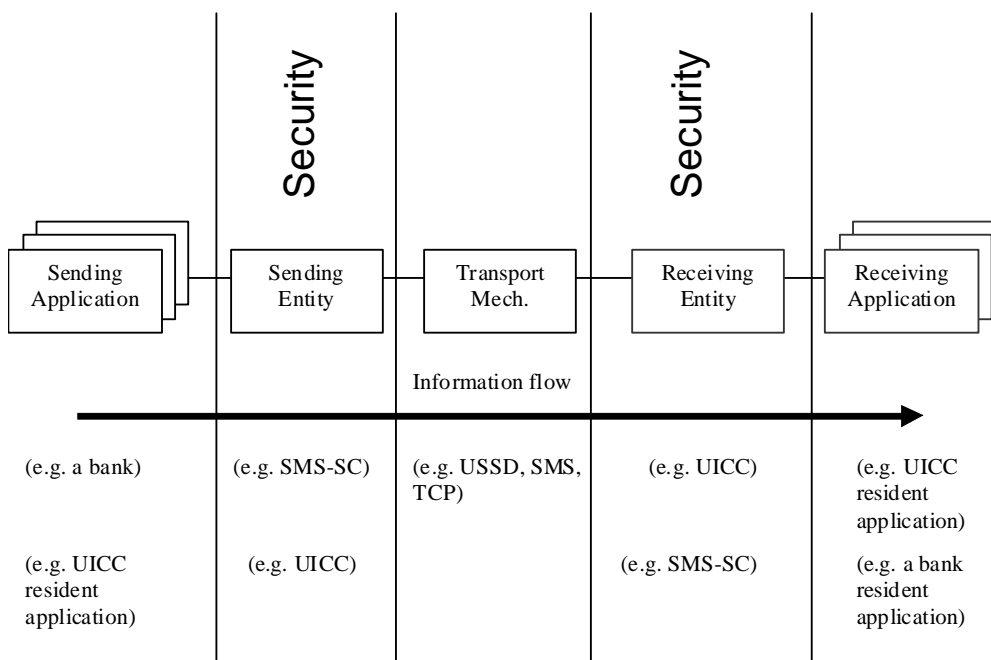 Security
Security
Sending
Application
Sending
Entity
Transport
Mech.
Receiving
Entity
Receiving
Application
Information flow
(e.g. a bank)
(e.g. SMS-SC)
(e.g. USSD, SMS,
TCP)
(e.g. UICC)
(e.g. UICC
resident
application)
(e.g. UICC
resident
application)
(e.g. UICC)
(e.g. SMS-SC)
(e.g. a bank
resident
application)